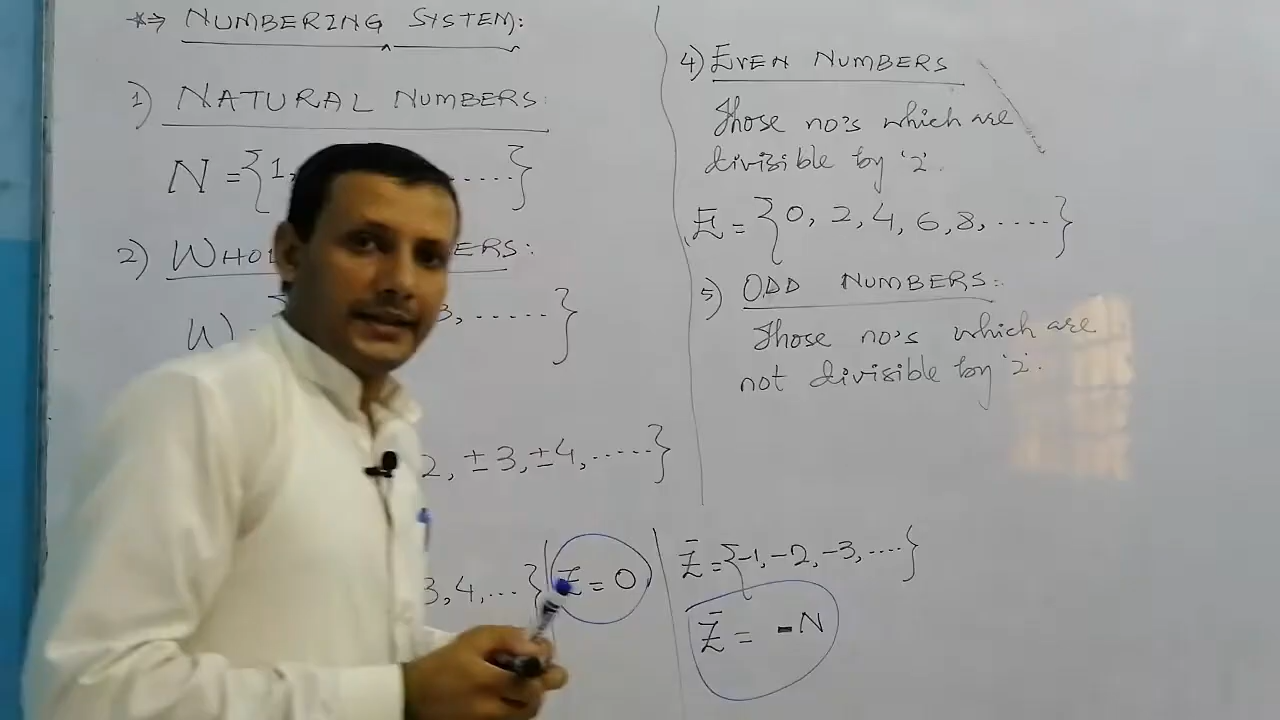 *⇒ NUMBERING SYSTEM:
1) NATURAL NUMBERS:
N = {1, .....}
2) WHOL ERS:
W = 3, ......}
2, ±3, ±4, ......}
3, 4, ...}
Z = 0
4) EVEN NUMBERS
Those no's which are
divisible by '2'.
E = {0, 2, 4, 6, 8, ....}
5) ODD NUMBERS:
Those no's which are
not divisible by '2'.
Z̄ = {-1, -2, -3, ....}
Z̄ = -N